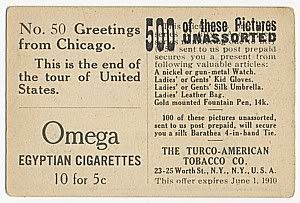 No. 50 Greetings
from Chicago.
This is the end of
the tour of United
States.
Omega
EGYPTIAN CIGARETTES
10 for 5c
500 of these Pictures
UNASSORTED
sent to us post prepaid
secures you a present from
following valuable articles:
A nickel or gun-metal Watch.
Ladies' or Gents' Kid Gloves.
Ladies' or Gents' Silk Umbrella.
Ladies' Leather Bag.
Gold mounted Fountain Pen, 14k.
100 of these pictures unassorted,
sent to us post prepaid, will secure
you a silk Barathea 4-in-hand Tie.
THE TURCO-AMERICAN
TOBACCO CO.
23-25 Worth St., N.Y., N.Y., U.S.A.
This offer expires June 1, 1910